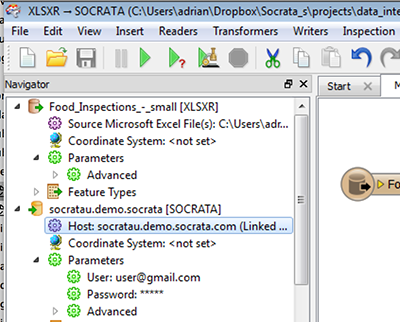 XLSXR → SOCRATA (C:\Users\adrian\Dropbox\Socrata_s\projects\data_inte
File Edit View Insert Readers Transformers Writers Inspection
Navigator
Start
Food_Inspections_-_small [XLSXR]
Source Microsoft Excel File(s): C:\Users\adr...
Coordinate System: <not set>
Parameters
Advanced
Feature Types
socratau.demo.socrata [SOCRATA]
Host: socratau.demo.socrata.com (Linked ...
Coordinate System: <not set>
Parameters
User: user@gmail.com
Password: *****
Advanced
Fo